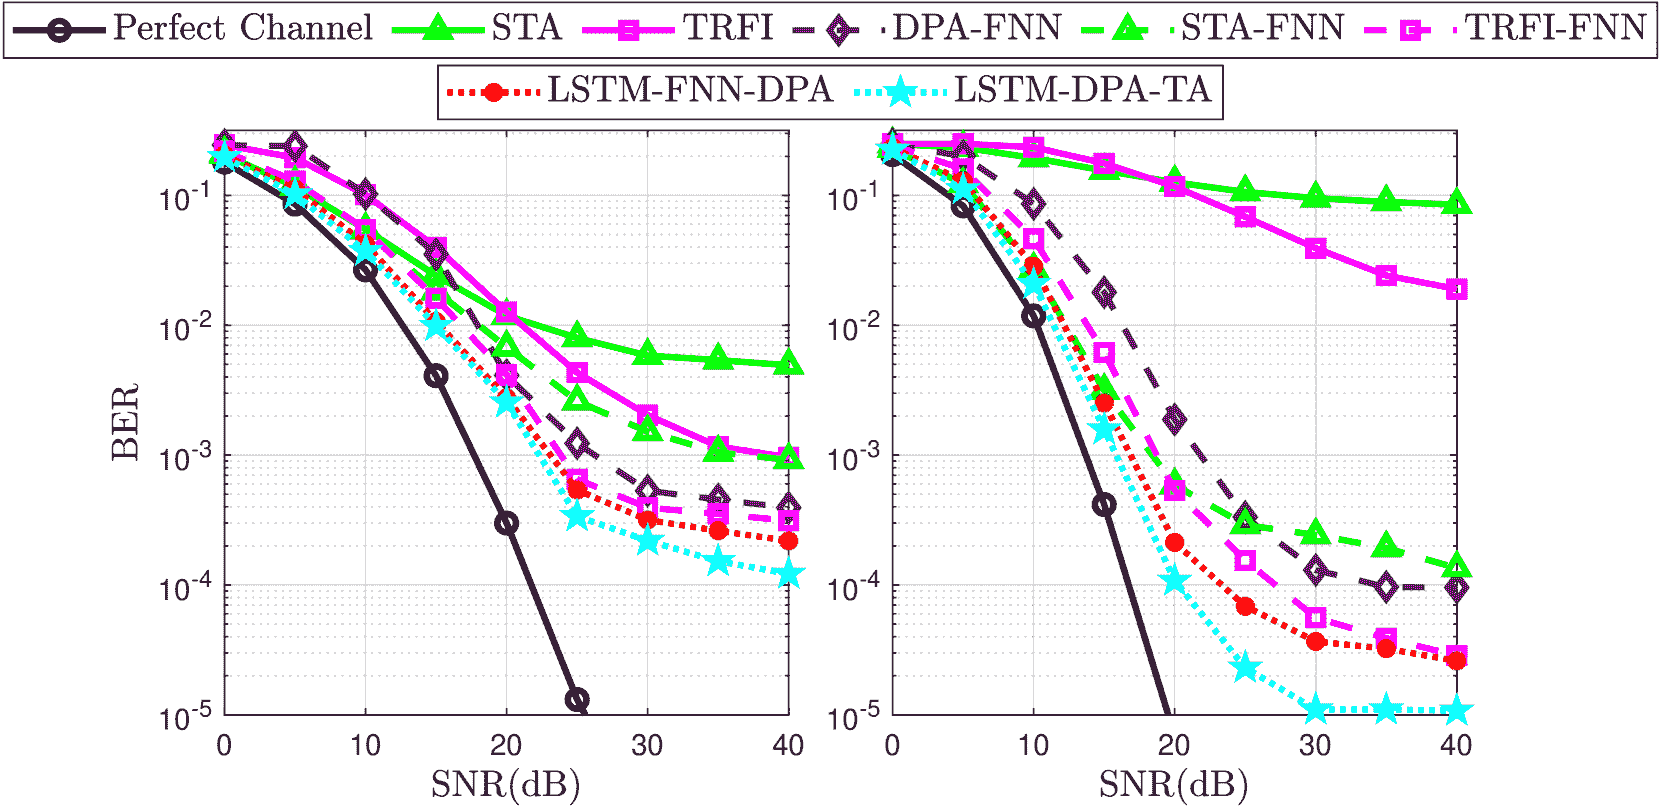 Perfect Channel STA TRFI DPA-FNN STA-FNN TRFI-FNN
LSTM-FNN-DPA LSTM-DPA-TA
BER
10^-1
10^-2
10^-3
10^-4
10^-5
0 10 20 30 40
SNR(dB)
10^-1
10^-2
10^-3
10^-4
10^-5
0 10 20 30 40
SNR(dB)